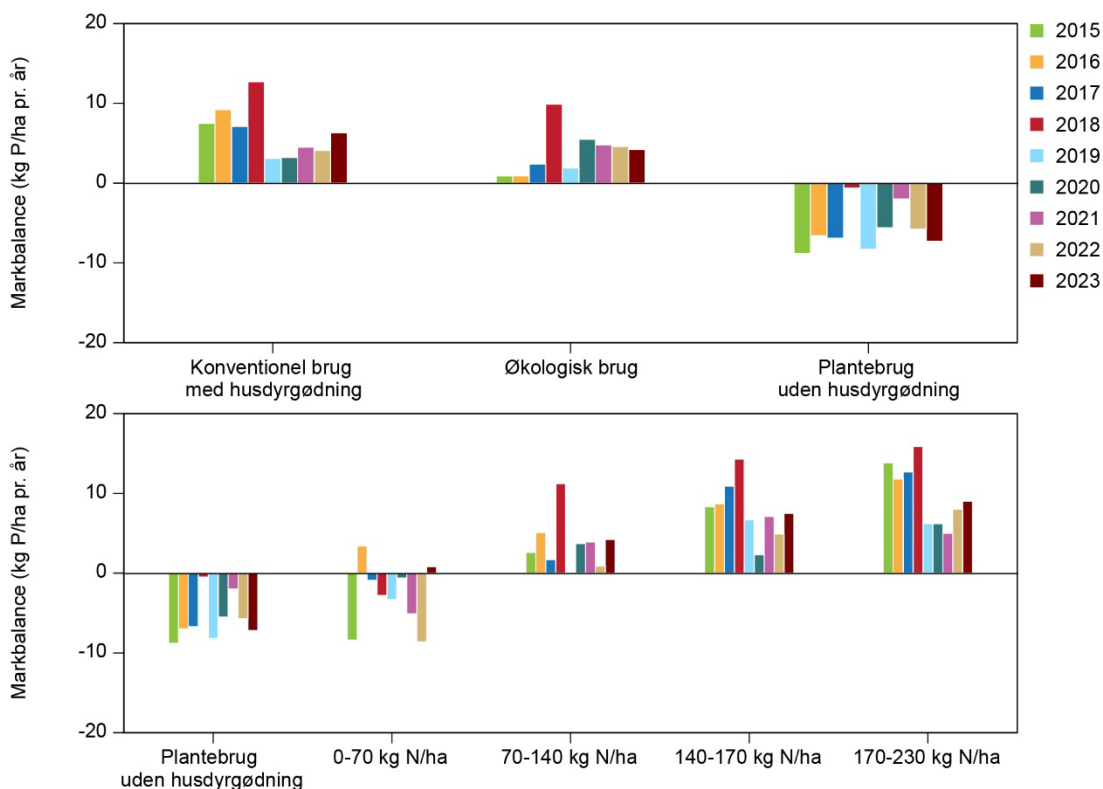 Markbalance (kg P/ha pr. år)
20
10
0
-10
-20
Konventionel brug
med husdyrgødning
Økologisk brug
Plantebrug
uden husdyrgødning
2015
2016
2017
2018
2019
2020
2021
2022
2023
Markbalance (kg P/ha pr. år)
20
10
0
-10
-20
Plantebrug
uden husdyrgødning
0-70 kg N/ha
70-140 kg N/ha
140-170 kg N/ha
170-230 kg N/ha